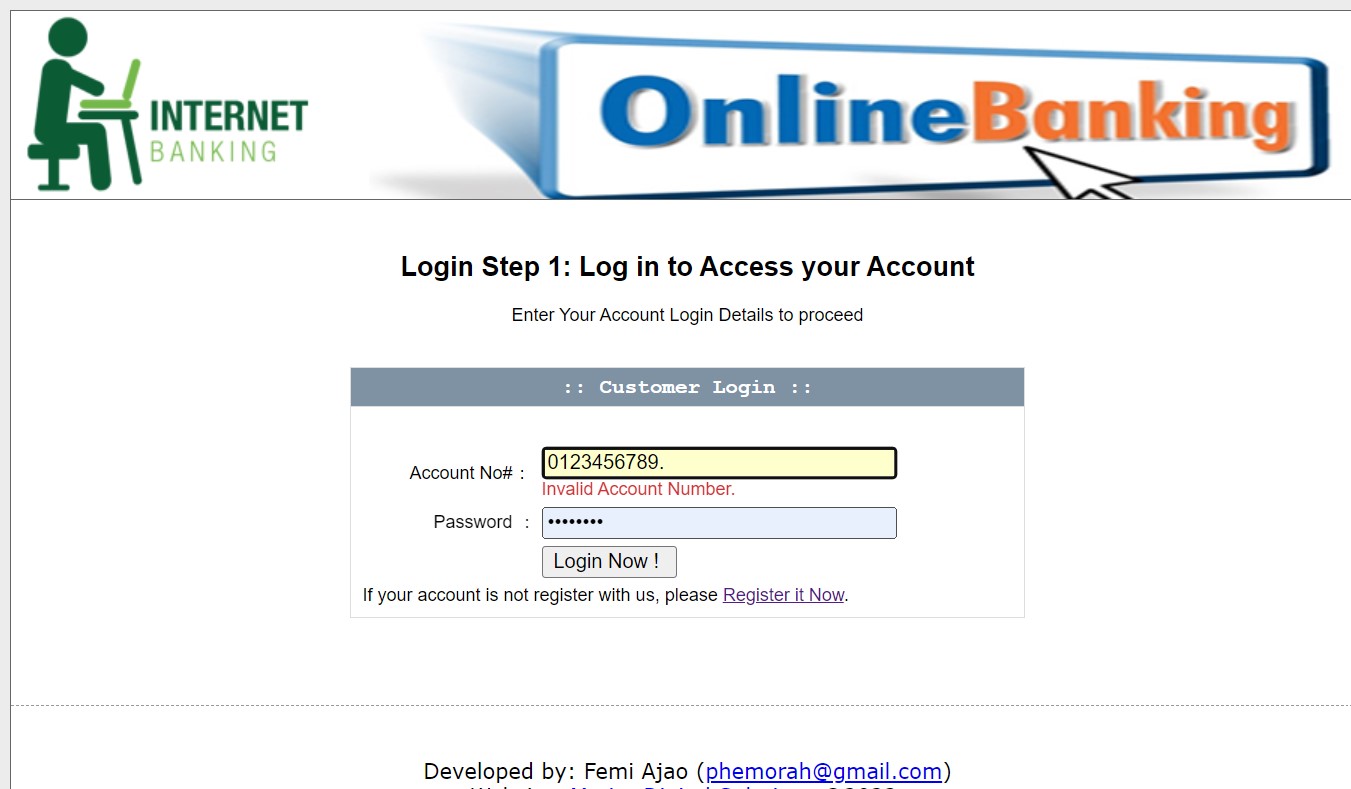 INTERNET
BANKING
OnlineBanking
Login Step 1: Log in to Access your Account
Enter Your Account Login Details to proceed
:: Customer Login ::
Account No# : 0123456789.
Invalid Account Number.
Password : ••••••••
Login Now !
If your account is not register with us, please Register it Now.
Developed by: Femi Ajao (phemorah@gmail.com)